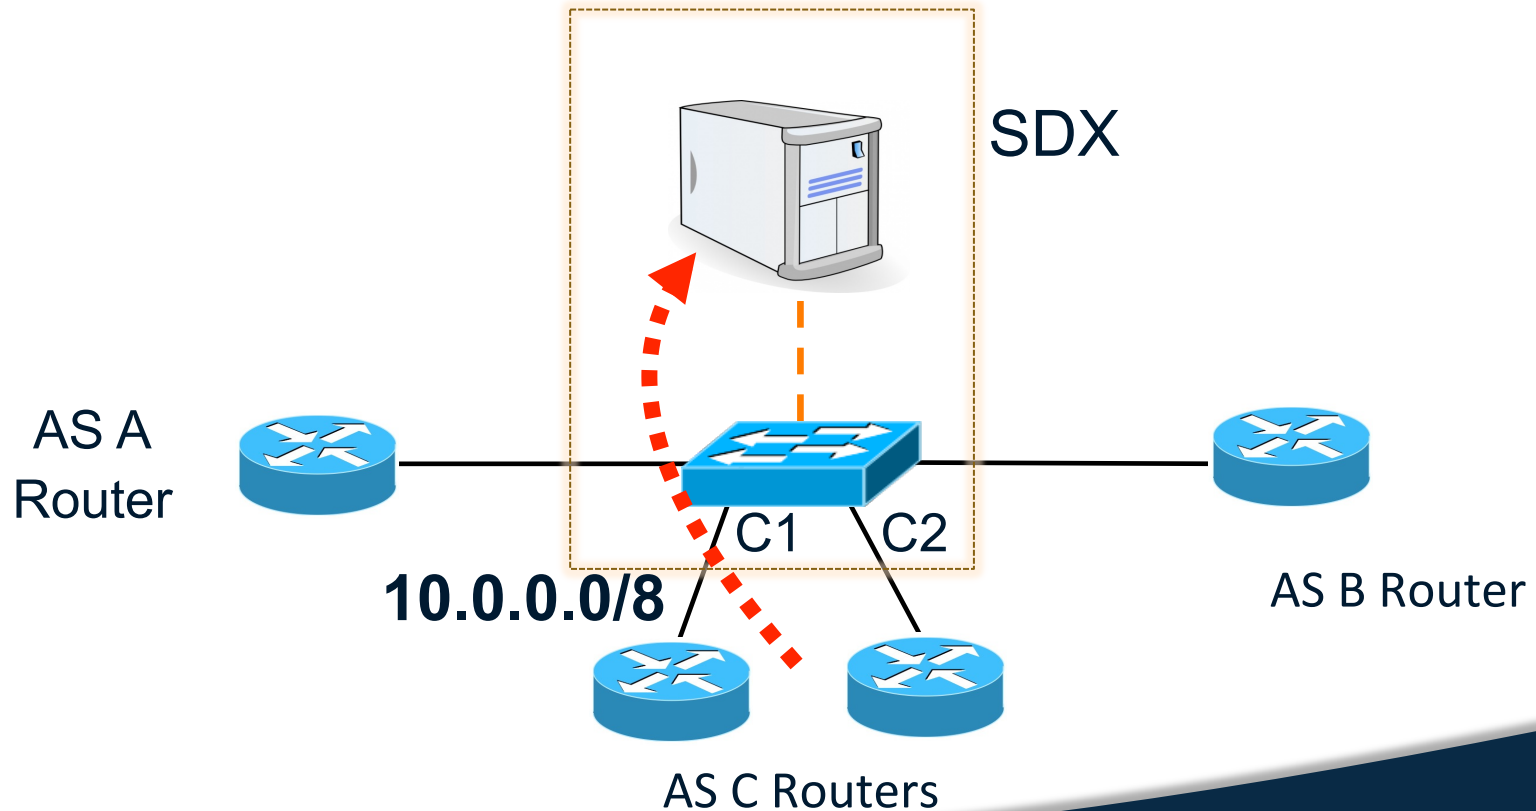 SDX
AS A
Router
C1
C2
10.0.0.0/8
AS B Router
AS C Routers